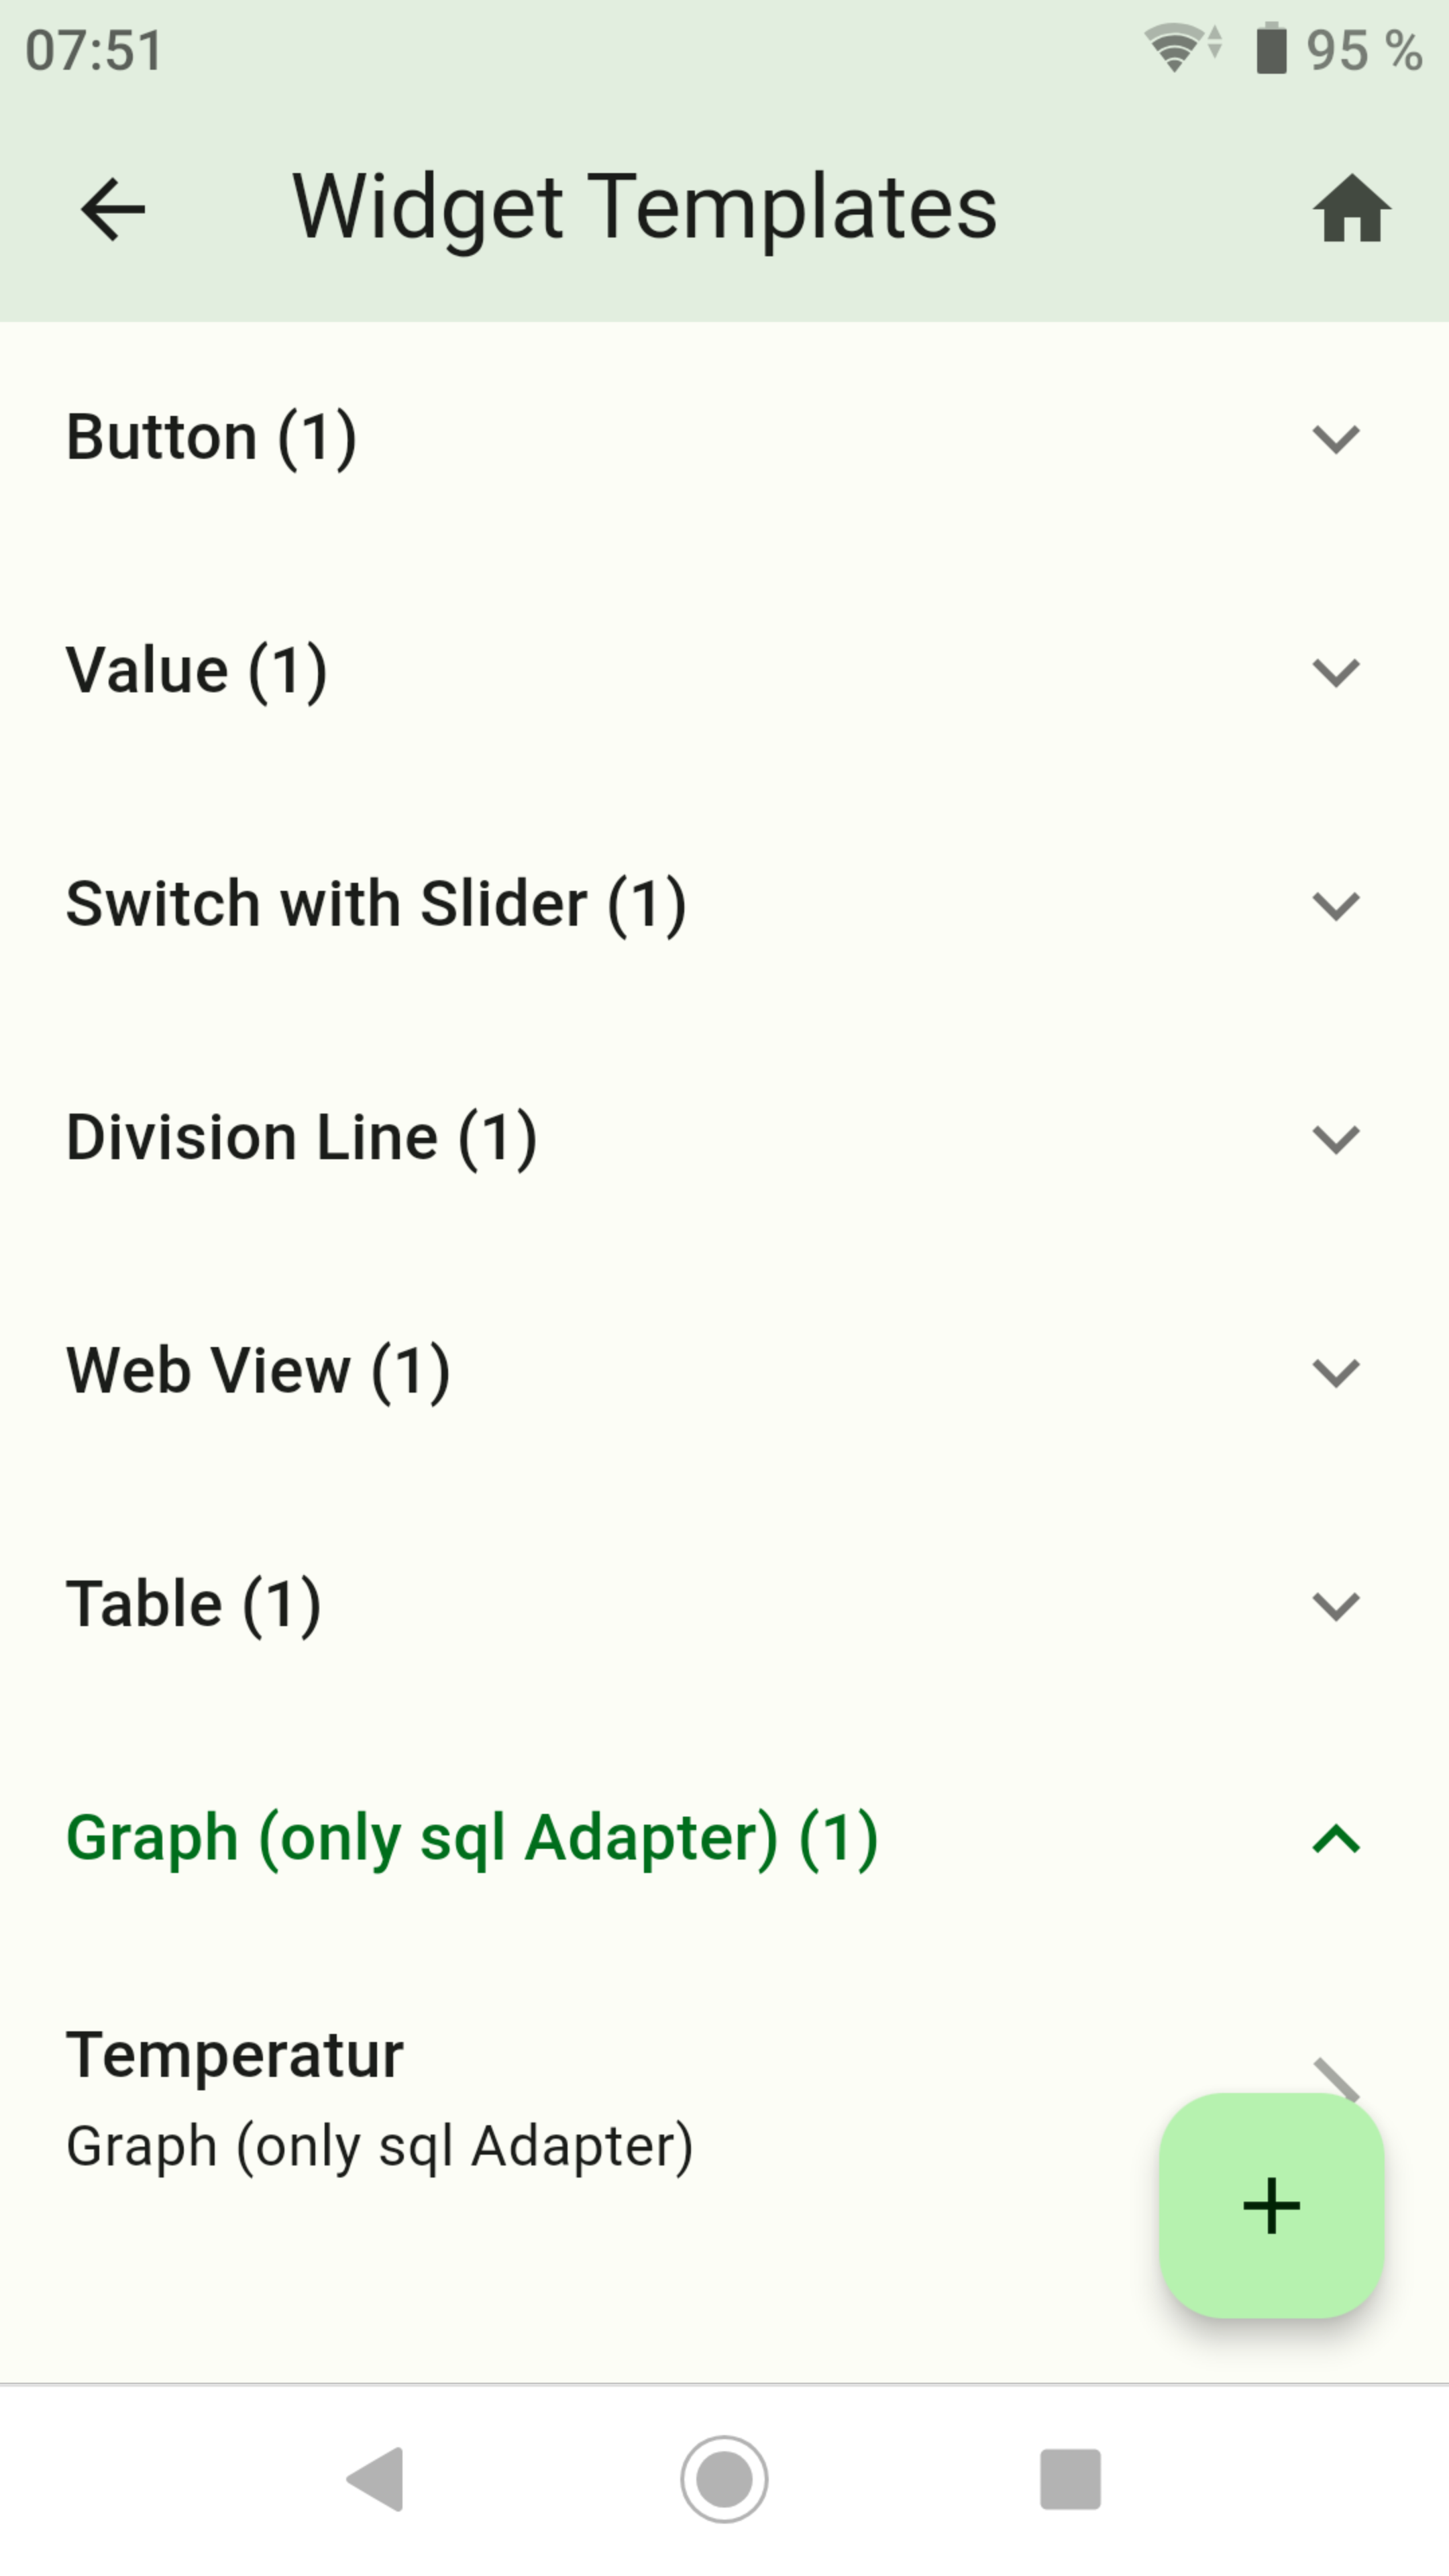 07:51
95 %
Widget Templates
Button (1)
Value (1)
Switch with Slider (1)
Division Line (1)
Web View (1)
Table (1)
Graph (only sql Adapter) (1)
Temperatur
Graph (only sql Adapter)